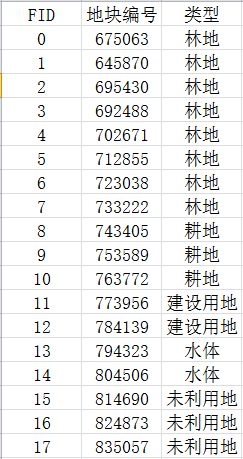 FID 地块编号 类型
0 675063 林地
1 645870 林地
2 695430 林地
3 692488 林地
4 702671 林地
5 712855 林地
6 723038 林地
7 733222 林地
8 743405 耕地
9 753589 耕地
10 763772 耕地
11 773956 建设用地
12 784139 建设用地
13 794323 水体
14 804506 水体
15 814690 未利用地
16 824873 未利用地
17 835057 未利用地